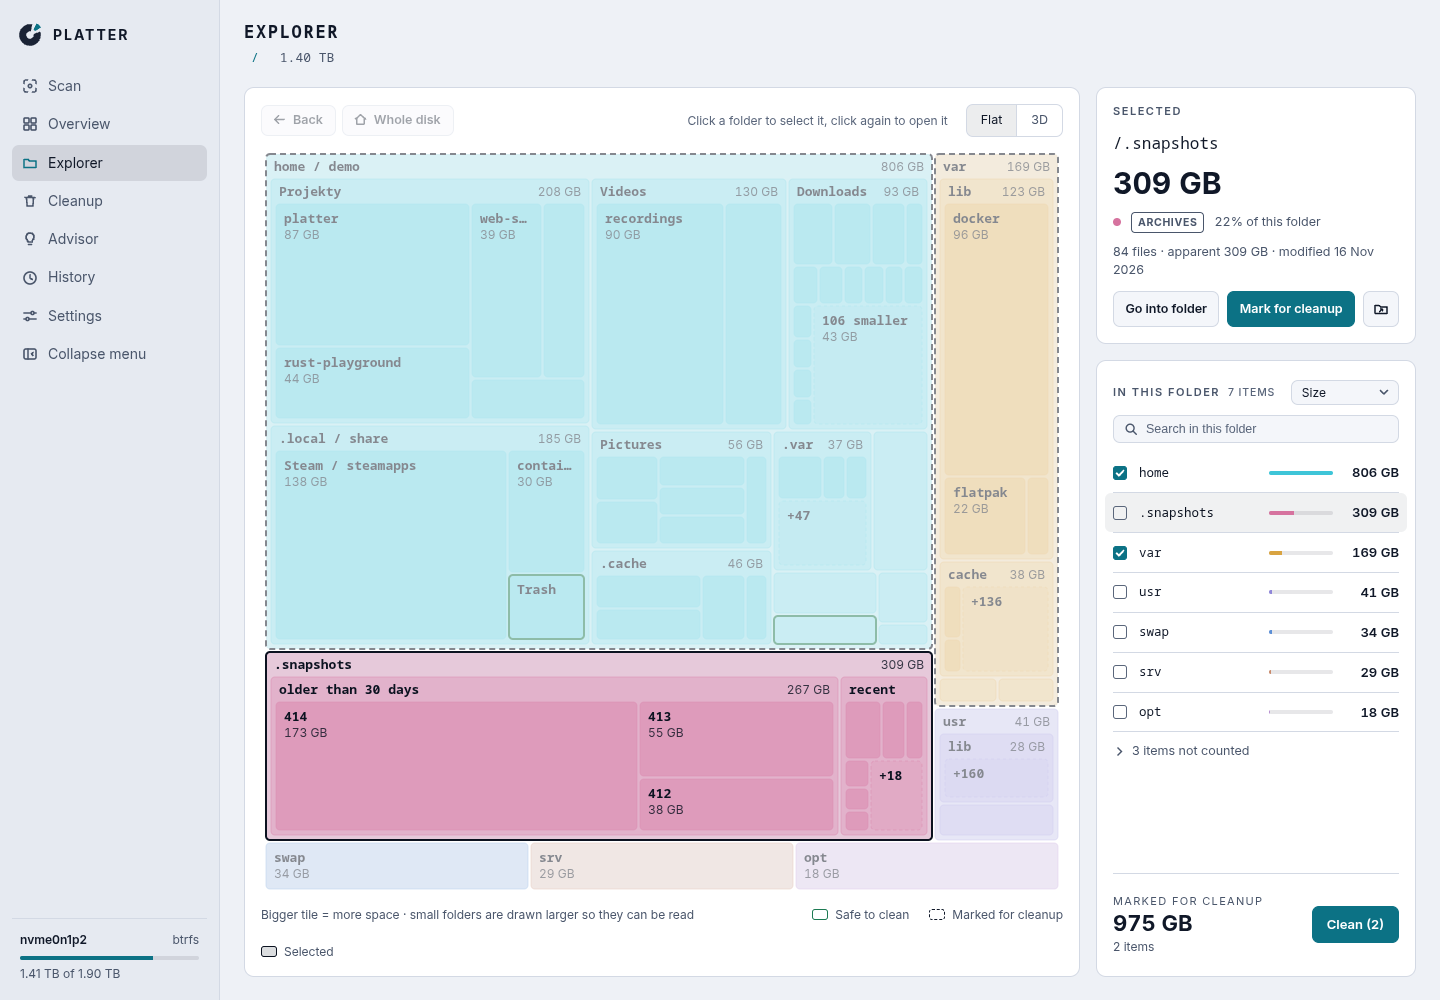 PLATTER
Scan
Overview
Explorer
Cleanup
Advisor
History
Settings
Collapse menu
nvme0n1p2 btrfs
1.41 TB of 1.90 TB
EXPLORER
/ 1.40 TB
Back
Whole disk
Click a folder to select it, click again to open it
Flat
3D
home / demo 806 GB
Projekty 208 GB
platter
87 GB
web-s…
39 GB
rust-playground
44 GB
Videos 130 GB
recordings
90 GB
Downloads 93 GB
106 smaller
43 GB
.local / share 185 GB
Steam / steamapps
138 GB
contai…
30 GB
Trash
Pictures 56 GB
.var 37 GB
+47
.cache 46 GB
var 169 GB
lib 123 GB
docker
96 GB
flatpak
22 GB
cache 38 GB
+136
.snapshots 309 GB
older than 30 days 267 GB
414
173 GB
413
55 GB
412
38 GB
recent
+18
usr 41 GB
lib 28 GB
+160
swap
34 GB
srv
29 GB
opt
18 GB
Bigger tile = more space · small folders are drawn larger so they can be read
Safe to clean
Marked for cleanup
Selected
SELECTED
/.snapshots
309 GB
ARCHIVES 22% of this folder
84 files · apparent 309 GB · modified 16 Nov
2026
Go into folder
Mark for cleanup
IN THIS FOLDER 7 ITEMS
Size
Search in this folder
home 806 GB
.snapshots 309 GB
var 169 GB
usr 41 GB
swap 34 GB
srv 29 GB
opt 18 GB
3 items not counted
MARKED FOR CLEANUP
975 GB
2 items
Clean (2)